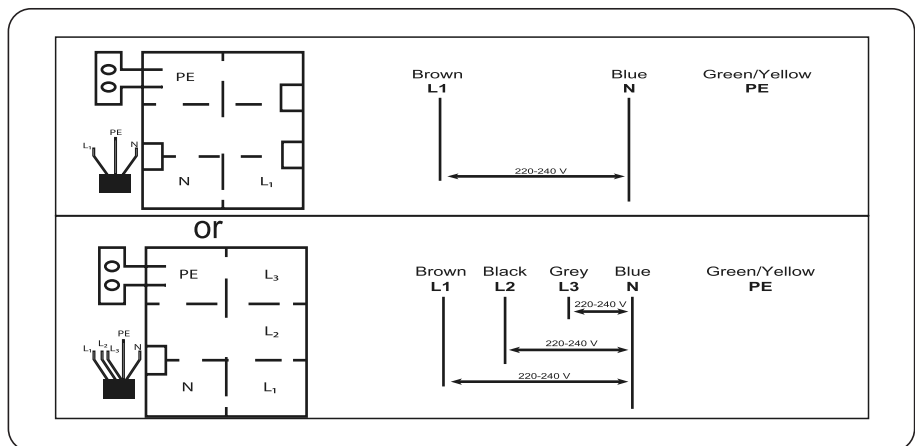 PE
PE
L₁
N
N
L₁
Brown
L1
Blue
N
Green/Yellow
PE
220-240 V
or
PE
L₃
L₂
PE
L₁
L₂
L₃
N
N
L₁
Brown Black Grey Blue Green/Yellow
L1 L2 L3 N PE
220-240 V
220-240 V
220-240 V